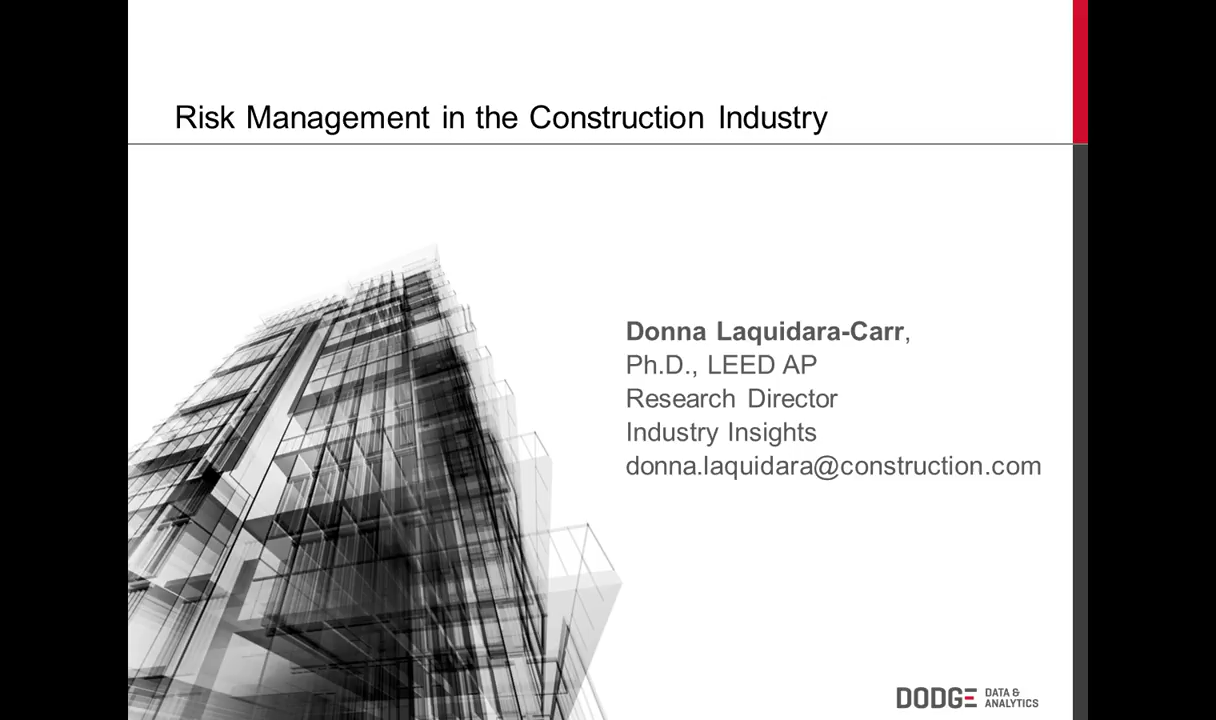 Risk Management in the Construction Industry
Donna Laquidara-Carr,
Ph.D., LEED AP
Research Director
Industry Insights
donna.laquidara@construction.com
DODGE DATA &
ANALYTICS